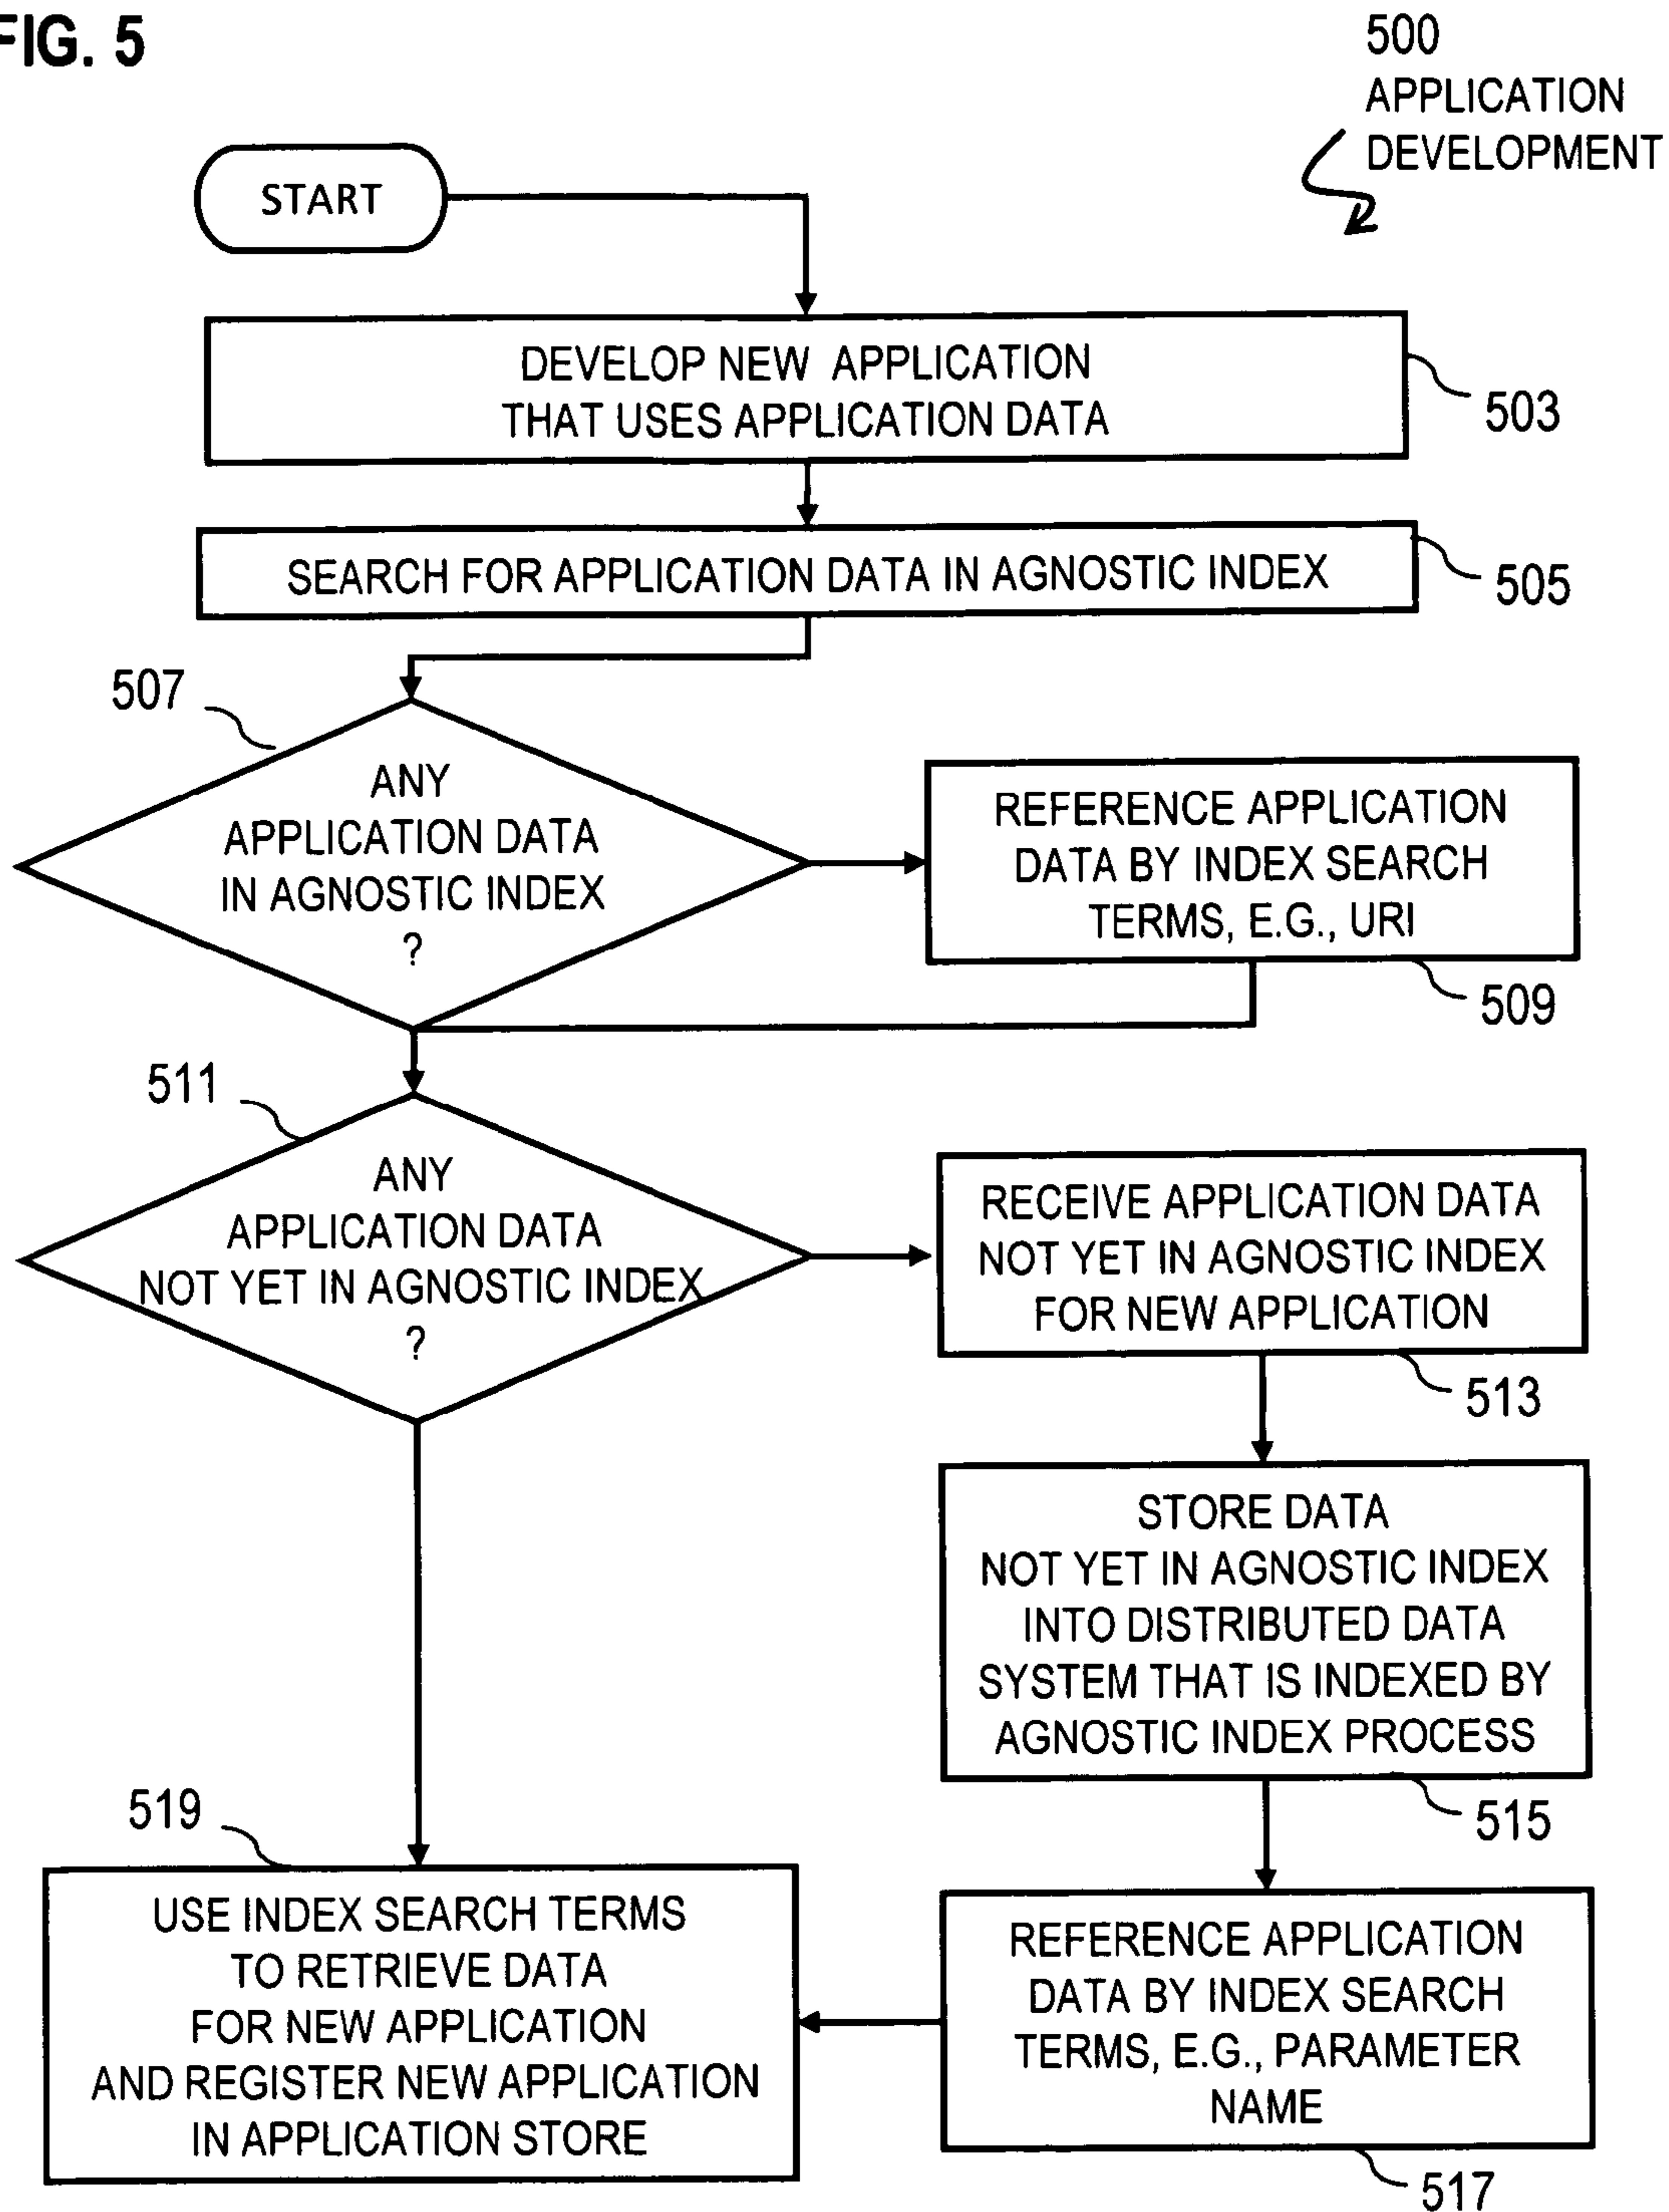 FIG. 5
500
APPLICATION
DEVELOPMENT
START
DEVELOP NEW APPLICATION
THAT USES APPLICATION DATA
503
SEARCH FOR APPLICATION DATA IN AGNOSTIC INDEX
505
507
ANY
APPLICATION DATA
IN AGNOSTIC INDEX
?
REFERENCE APPLICATION
DATA BY INDEX SEARCH
TERMS, E.G., URI
509
511
ANY
APPLICATION DATA
NOT YET IN AGNOSTIC INDEX
?
RECEIVE APPLICATION DATA
NOT YET IN AGNOSTIC INDEX
FOR NEW APPLICATION
513
STORE DATA
NOT YET IN AGNOSTIC INDEX
INTO DISTRIBUTED DATA
SYSTEM THAT IS INDEXED BY
AGNOSTIC INDEX PROCESS
515
519
USE INDEX SEARCH TERMS
TO RETRIEVE DATA
FOR NEW APPLICATION
AND REGISTER NEW APPLICATION
IN APPLICATION STORE
REFERENCE APPLICATION
DATA BY INDEX SEARCH
TERMS, E.G., PARAMETER
NAME
517